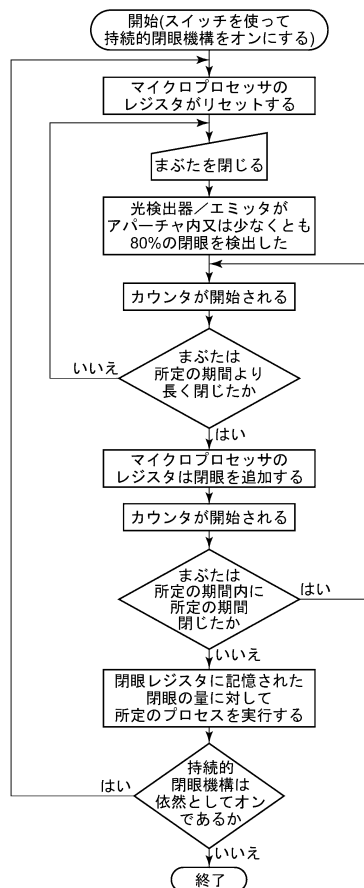 開始(スイッチを使って
持続的閉眼機構をオンにする)
マイクロプロセッサの
レジスタがリセットする
まぶたを閉じる
光検出器／エミッタが
アパーチャ内又は少なくとも
80%の閉眼を検出した
カウンタが開始される
まぶたは
所定の期間より
長く閉じたか
いいえ
はい
マイクロプロセッサの
レジスタは閉眼を追加する
カウンタが開始される
まぶたは
所定の期間内に
所定の期間
閉じたか
はい
いいえ
閉眼レジスタに記憶された
閉眼の量に対して
所定のプロセスを実行する
持続的
閉眼機構は
依然としてオン
であるか
はい
いいえ
終了